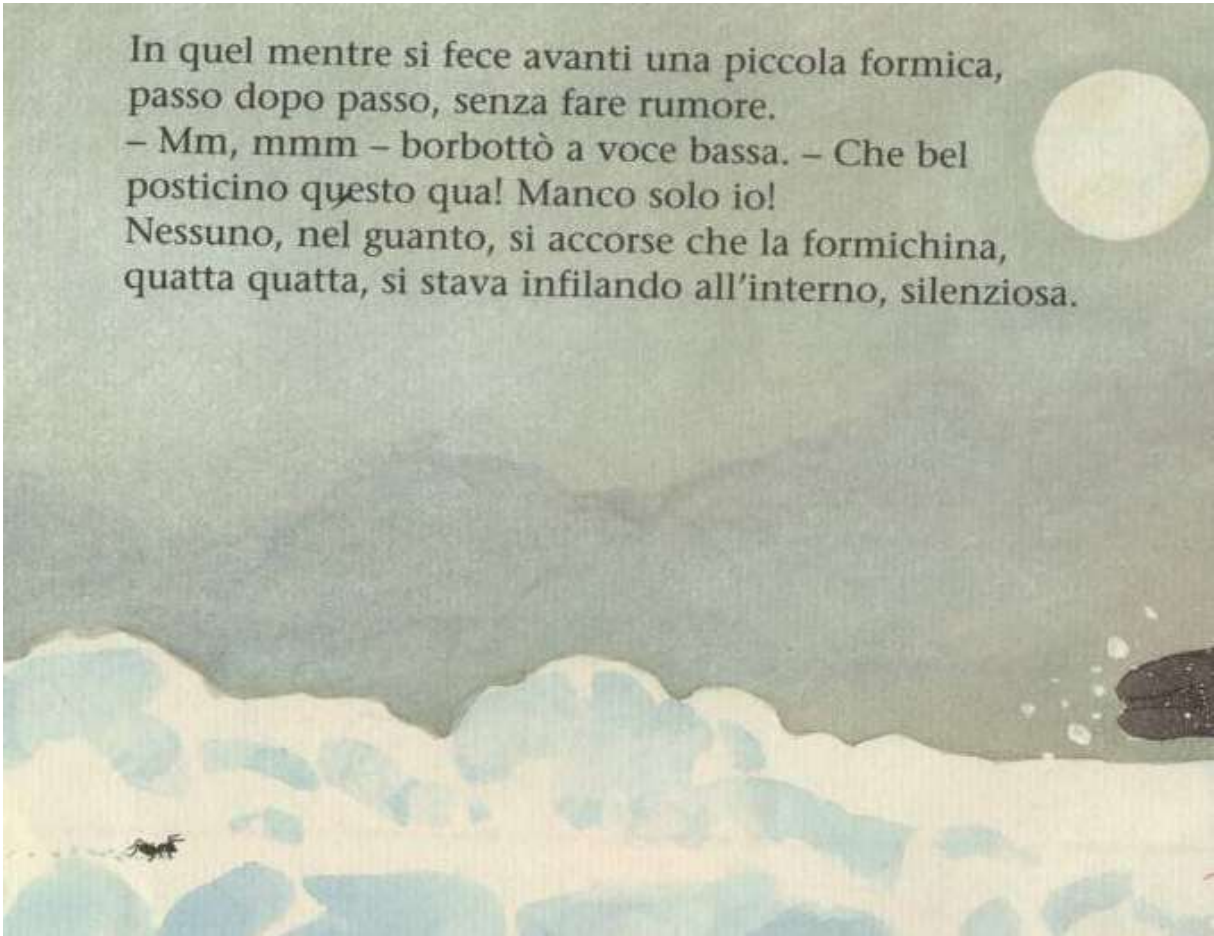 In quel mentre si fece avanti una piccola formica,
passo dopo passo, senza fare rumore.
– Mm, mmm – borbottò a voce bassa. – Che bel
posticino questo qua! Manco solo io!
Nessuno, nel guanto, si accorse che la formichina,
quatta quatta, si stava infilando all'interno, silenziosa.